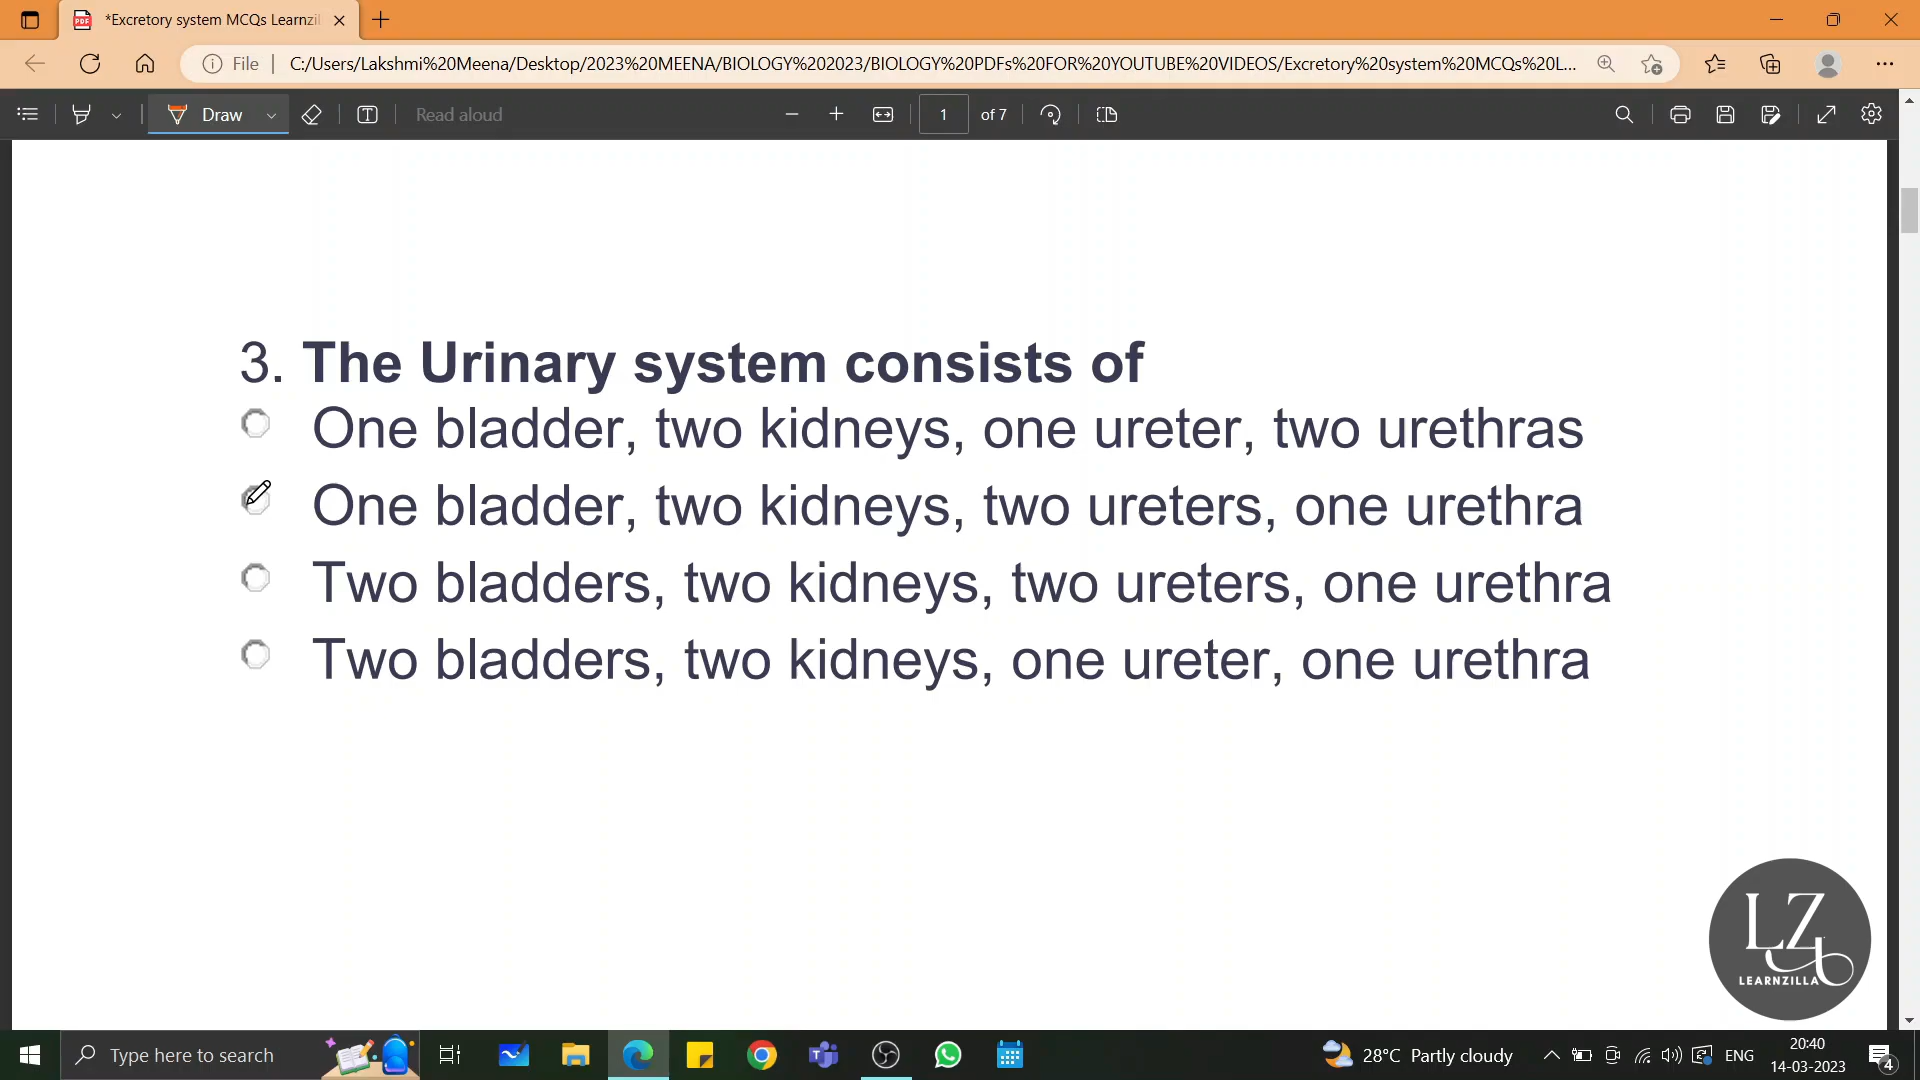 *Excretory system MCQs Learnzil
File
C:/Users/Lakshmi%20Meena/Desktop/2023%20MEENA/BIOLOGY%202023/BIOLOGY%20PDFs%20FOR%20YOUTUBE%20VIDEOS/Excretory%20system%20MCQs%20L...
Draw
Read aloud
1 of 7
3. The Urinary system consists of
One bladder, two kidneys, one ureter, two urethras
One bladder, two kidneys, two ureters, one urethra
Two bladders, two kidneys, two ureters, one urethra
Two bladders, two kidneys, one ureter, one urethra
LZ
LEARNZILLA
Type here to search
28°C Partly cloudy
ENG
20:40
14-03-2023
4